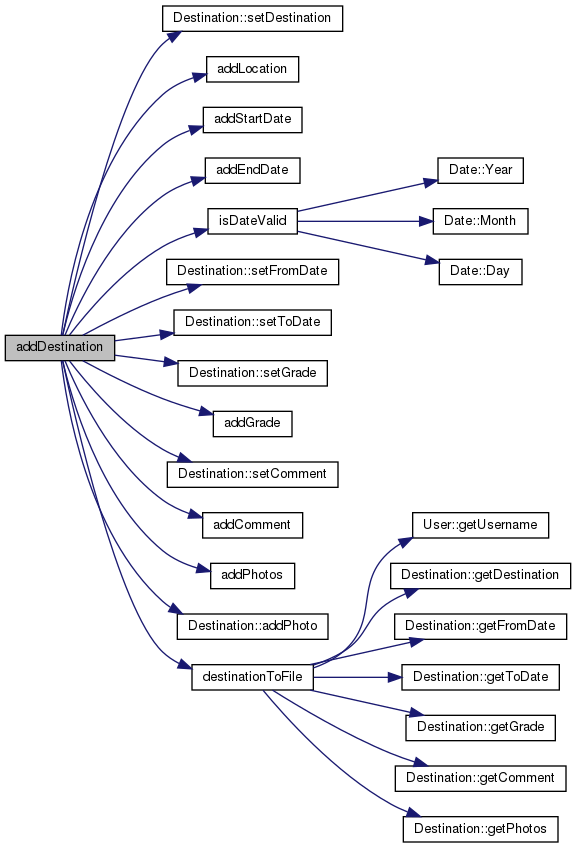 Destination::setDestination
addLocation
addStartDate
addEndDate
Date::Year
isDateValid
Date::Month
Destination::setFromDate
Date::Day
Destination::setToDate
addDestination
Destination::setGrade
addGrade
Destination::setComment
addComment
User::getUsername
addPhotos
Destination::getDestination
Destination::addPhoto
Destination::getFromDate
destinationToFile
Destination::getToDate
Destination::getGrade
Destination::getComment
Destination::getPhotos